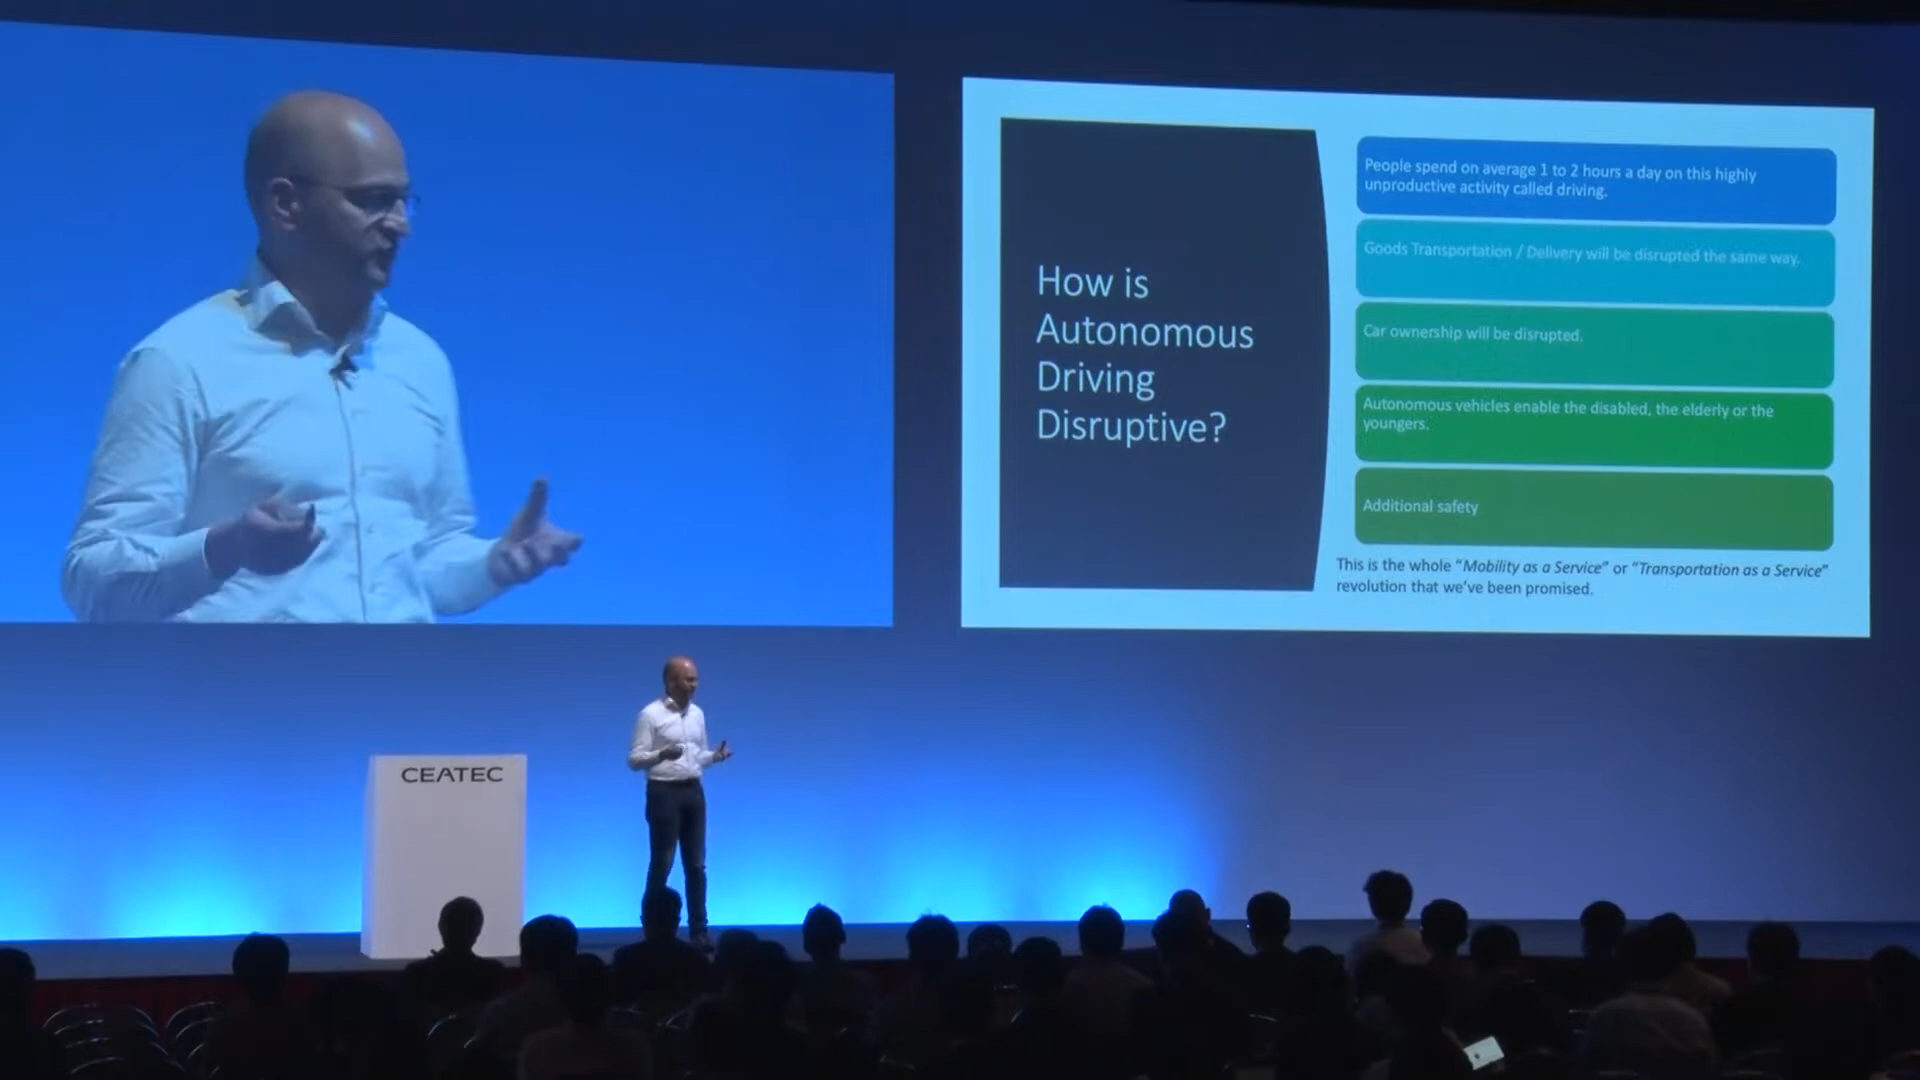 How is
Autonomous
Driving
Disruptive?
People spend on average 1 to 2 hours a day on this highly
unproductive activity called driving.
Goods Transportation / Delivery will be disrupted the same way.
Car ownership will be disrupted.
Autonomous vehicles enable the disabled, the elderly or the
youngers.
Additional safety
This is the whole "Mobility as a Service" or "Transportation as a Service"
revolution that we've been promised.
CEATEC